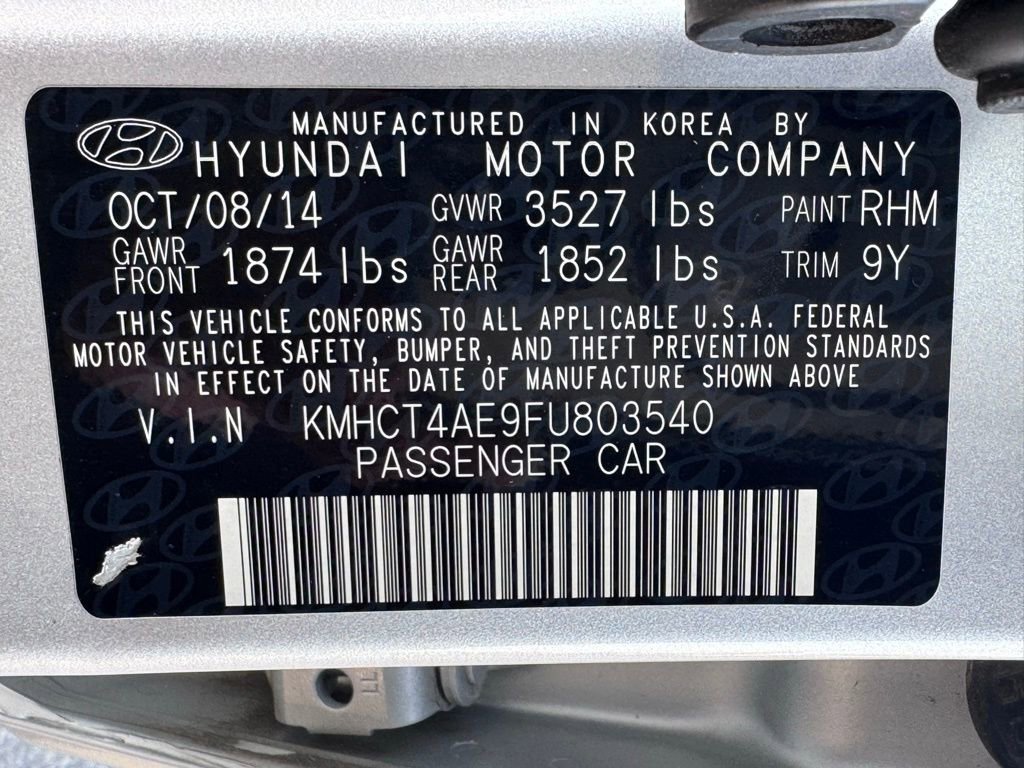 MANUFACTURED IN KOREA BY
HYUNDAI MOTOR COMPANY
OCT/08/14 GVWR 3527 lbs PAINT RHM
GAWR FRONT 1874 lbs GAWR REAR 1852 lbs TRIM 9Y
THIS VEHICLE CONFORMS TO ALL APPLICABLE U.S.A. FEDERAL
MOTOR VEHICLE SAFETY, BUMPER, AND THEFT PREVENTION STANDARDS
IN EFFECT ON THE DATE OF MANUFACTURE SHOWN ABOVE
V.I.N KMHCT4AE9FU803540
PASSENGER CAR